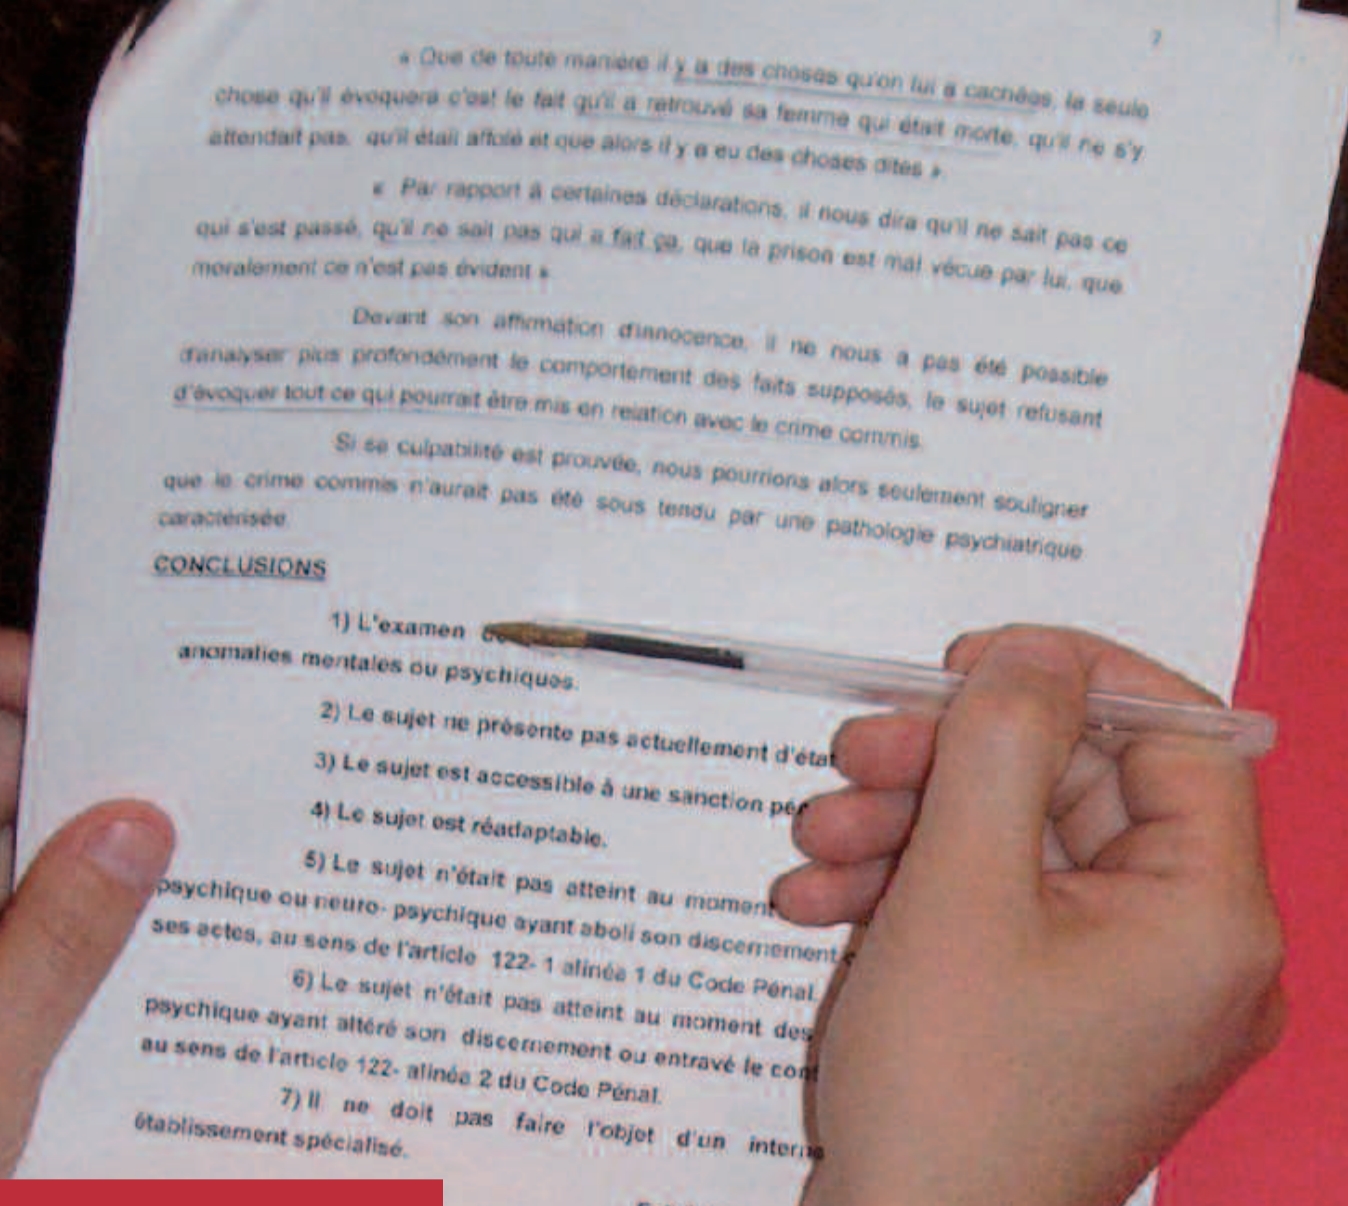 7
« Que de toute manière il y a des choses qu'on lui a cachées, la seule
chose qu'il évoquera c'est le fait qu'il a retrouvé sa femme qui était morte, qu'il ne s'y
attendait pas, qu'il était affolé et que alors il y a eu des choses dites ».
« Par rapport à certaines déclarations, il nous dira qu'il ne sait pas ce
qui s'est passé, qu'il ne sait pas qui a fait ça, que la prison est mal vécue par lui, que
moralement ce n'est pas évident »
Devant son affirmation d'innocence, il ne nous a pas été possible
d'analyser plus profondément le comportement des faits supposés, le sujet refusant
d'évoquer tout ce qui pourrait être mis en relation avec le crime commis.
Si sa culpabilité est prouvée, nous pourrions alors seulement souligner
que le crime commis n'aurait pas été sous tendu par une pathologie psychiatrique
caractérisée.
CONCLUSIONS
1) L'examen
anomalies mentales ou psychiques.
2) Le sujet ne présente pas actuellement d'état
3) Le sujet est accessible à une sanction
4) Le sujet est réadaptable.
5) Le sujet n'était pas atteint au moment
psychique ou neuro- psychique ayant aboli son discernement
ses actes, au sens de l'article 122- 1 alinéa 1 du Code Pénal.
6) Le sujet n'était pas atteint au moment des
psychique ayant altéré son discernement ou entravé le
au sens de l'article 122- alinéa 2 du Code Pénal.
7) Il ne doit pas faire l'objet d'un
établissement spécialisé.